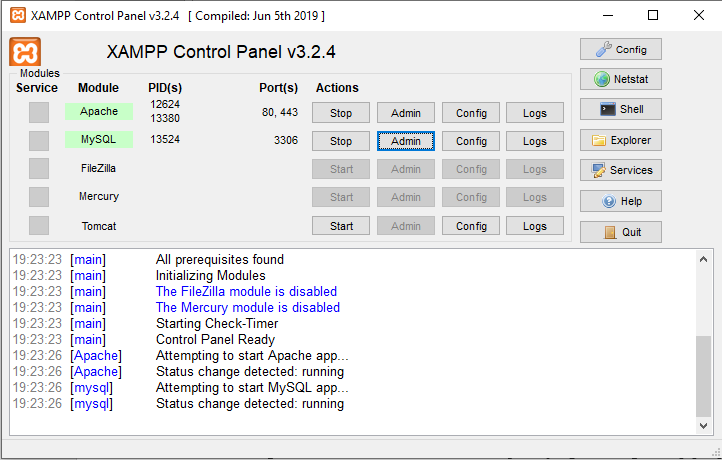 XAMPP Control Panel v3.2.4 [ Compiled: Jun 5th 2019 ]
XAMPP Control Panel v3.2.4
Config
Modules
Service Module PID(s) Port(s) Actions
Netstat
Apache 12624 13380 80, 443 Stop Admin Config Logs
Shell
MySQL 13524 3306 Stop Admin Config Logs
Explorer
FileZilla Start Admin Config Logs
Services
Mercury Start Admin Config Logs
Help
Tomcat Start Admin Config Logs
Quit
19:23:23 [main] All prerequisites found
19:23:23 [main] Initializing Modules
19:23:23 [main] The FileZilla module is disabled
19:23:23 [main] The Mercury module is disabled
19:23:23 [main] Starting Check-Timer
19:23:23 [main] Control Panel Ready
19:23:26 [Apache] Attempting to start Apache app...
19:23:26 [Apache] Status change detected: running
19:23:26 [mysql] Attempting to start MySQL app...
19:23:26 [mysql] Status change detected: running